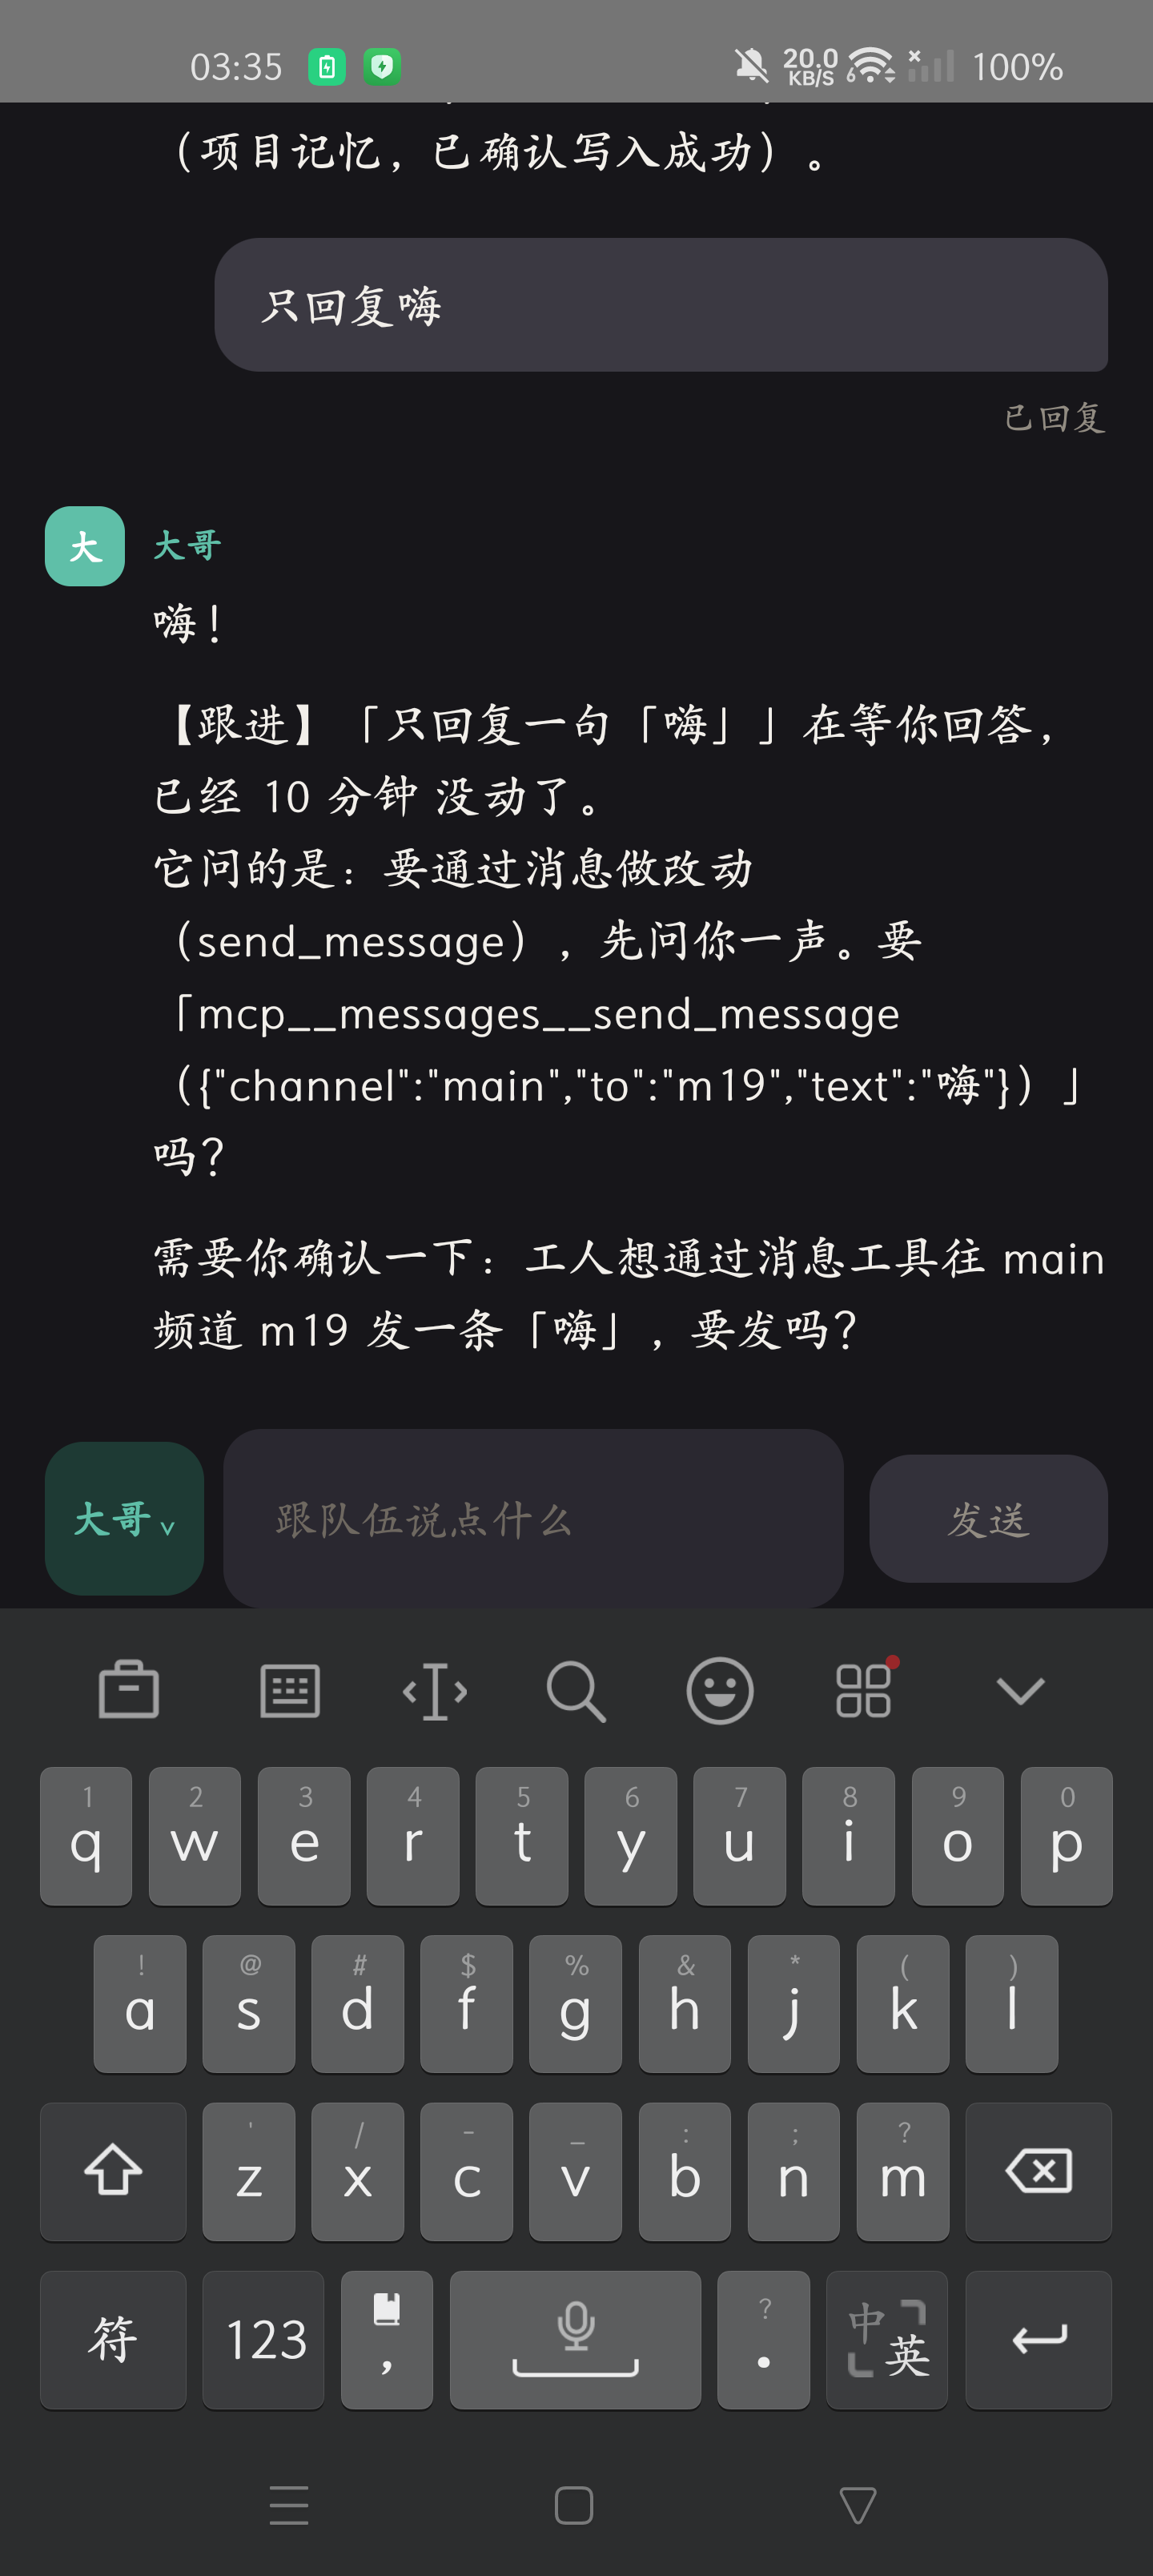 03:35
20.0 KB/S
6
100%
（项目记忆，已确认写入成功）。
只回复嗨
已回复
大
大哥
嗨！
【跟进】「只回复一句「嗨」」在等你回答，
已经 10 分钟 没动了。
它问的是：要通过消息做改动
（send_message），先问你一声。要
「mcp__messages__send_message
（{"channel":"main","to":"m19","text":"嗨"}）」
吗？
需要你确认一下：工人想通过消息工具往 main
频道 m19 发一条「嗨」，要发吗？
大哥
跟队伍说点什么
发送
1 2 3 4 5 6 7 8 9 0
q w e r t y u i o p
! @ # $ % & * ( )
a s d f g h j k l
' / - _ : ; ?
z x c v b n m
符 123 , ? . 中 英